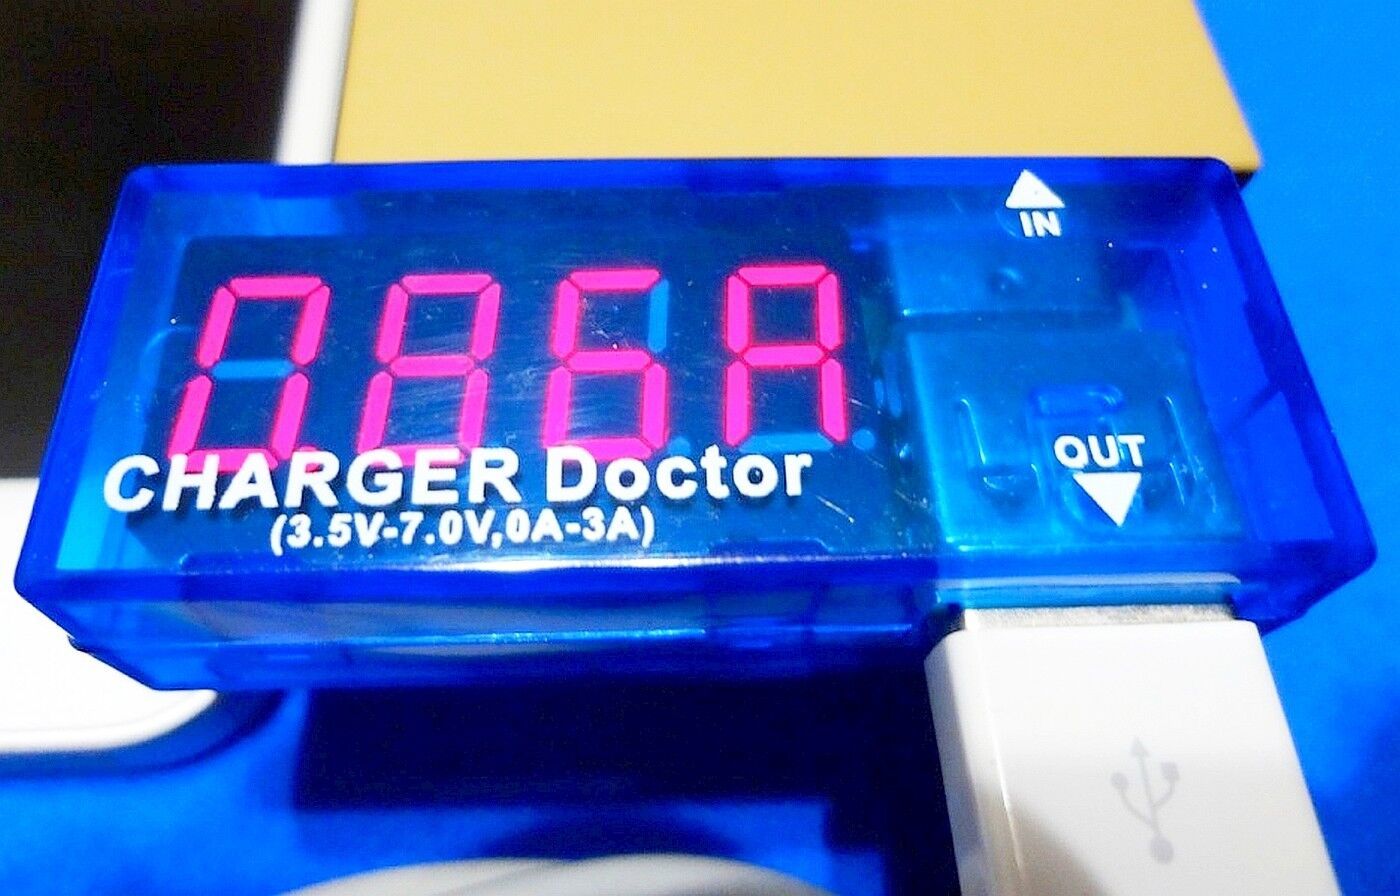 IN
0.86A
OUT
CHARGER Doctor
(3.5V-7.0V,0A-3A)